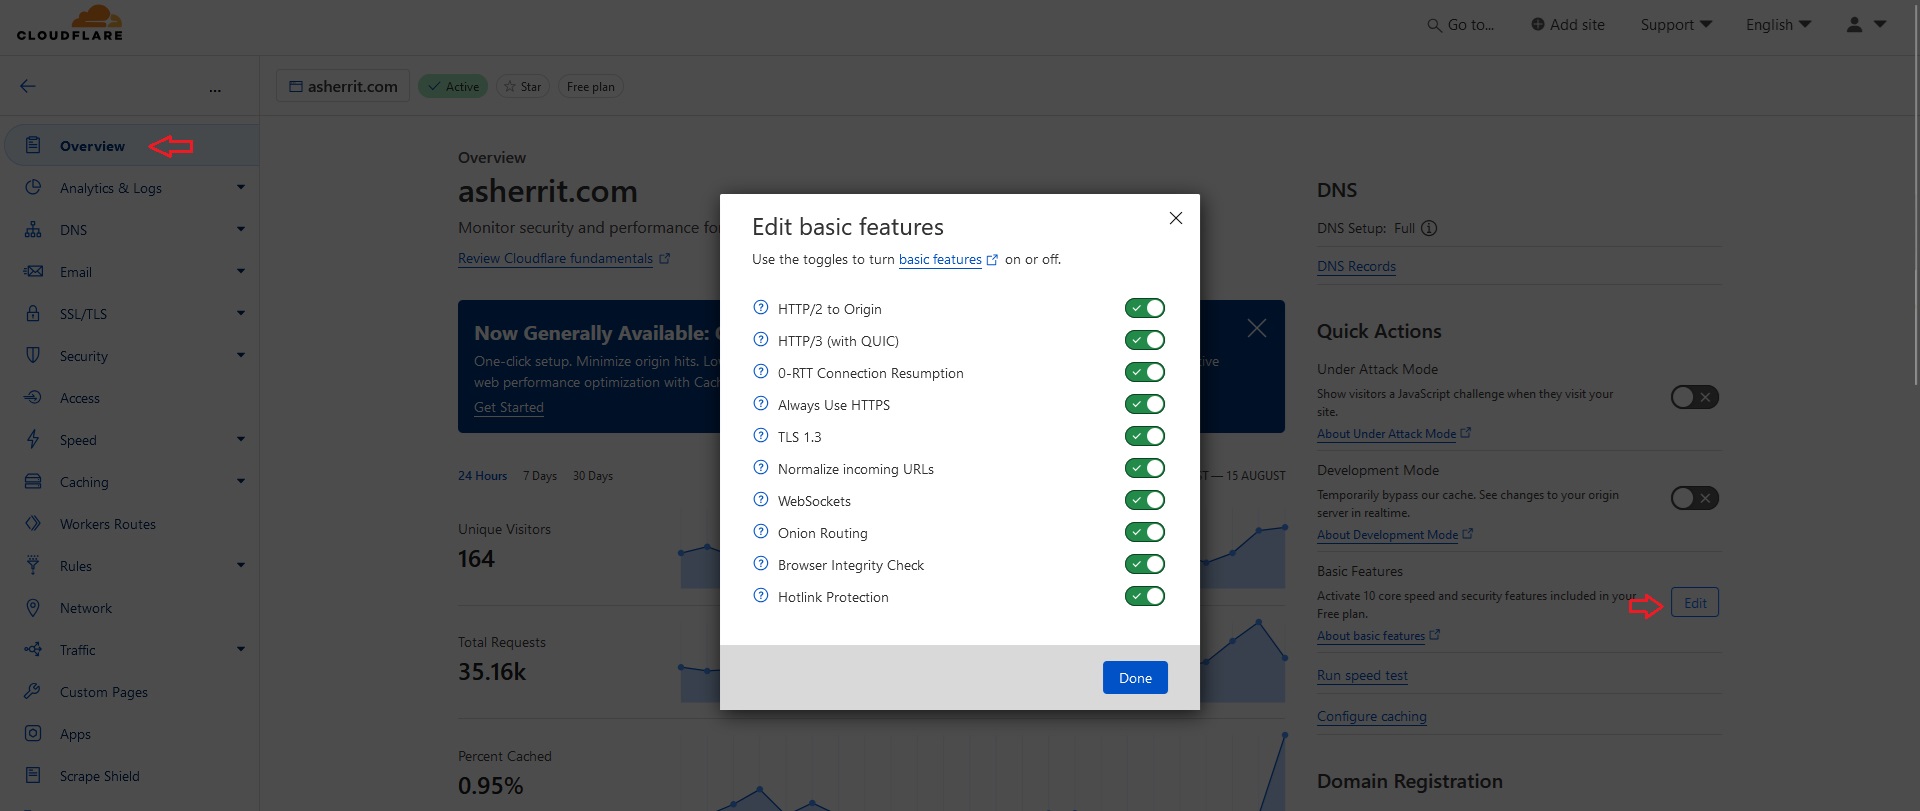 CLOUDFLARE
Go to...
Add site
Support
English
...
asherrit.com
Active
Star
Free plan
Overview
Analytics & Logs
DNS
Email
SSL/TLS
Security
Access
Speed
Caching
Workers Routes
Rules
Network
Traffic
Custom Pages
Apps
Scrape Shield
Overview
asherrit.com
Monitor security and performance fo
Review Cloudflare fundamentals
Now Generally Available:
One-click setup. Minimize origin hits. Lo
ive
web performance optimization with Cac
Get Started
24 Hours
7 Days
30 Days
T — 15 AUGUST
Unique Visitors
164
Total Requests
35.16k
Percent Cached
0.95%
Edit basic features
Use the toggles to turn basic features on or off.
HTTP/2 to Origin
HTTP/3 (with QUIC)
0-RTT Connection Resumption
Always Use HTTPS
TLS 1.3
Normalize incoming URLs
WebSockets
Onion Routing
Browser Integrity Check
Hotlink Protection
Done
DNS
DNS Setup: Full
DNS Records
Quick Actions
Under Attack Mode
Show visitors a JavaScript challenge when they visit your
site.
About Under Attack Mode
Development Mode
Temporarily bypass our cache. See changes to your origin
server in realtime.
About Development Mode
Basic Features
Activate 10 core speed and security features included in your
Free plan.
Edit
About basic features
Run speed test
Configure caching
Domain Registration